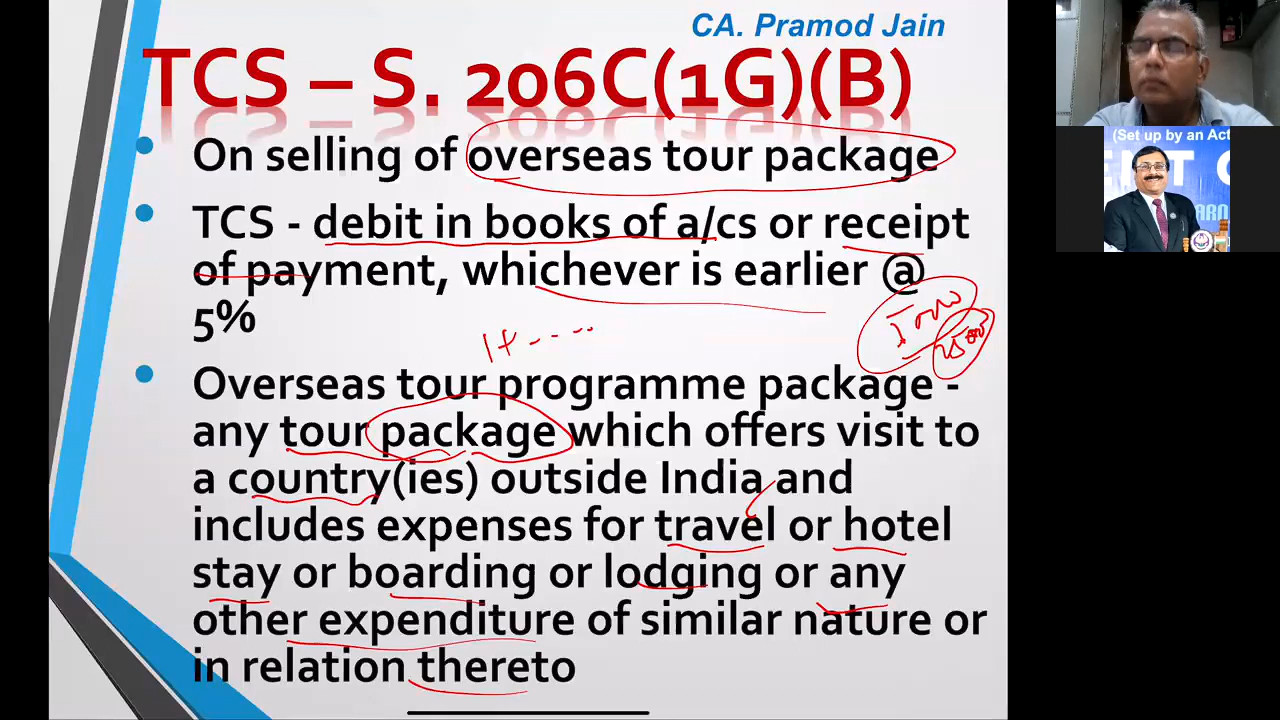 CA. Pramod Jain
TCS – S. 206C(1G)(B)
On selling of overseas tour package
TCS - debit in books of a/cs or receipt
of payment, whichever is earlier @
5%
Overseas tour programme package -
any tour package which offers visit to
a country(ies) outside India and
includes expenses for travel or hotel
stay or boarding or lodging or any
other expenditure of similar nature or
in relation thereto
(Set up by an Act